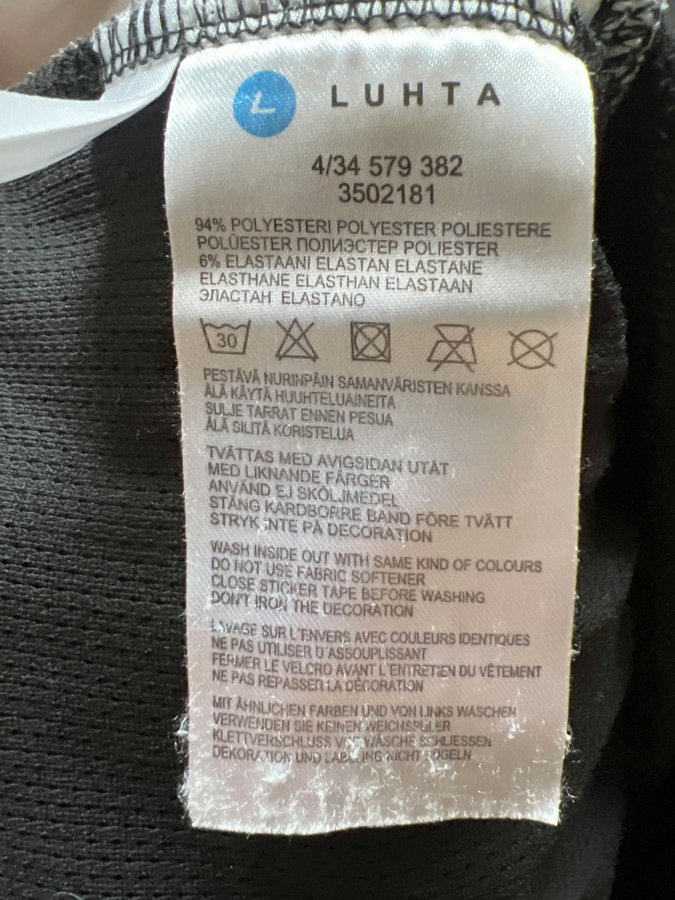 L LUHTA
4/34 579 382
3502181
94% POLYESTERI POLYESTER POLIESTERE
POLÜESTER ПОЛИЭСТЕР POLIESTER
6% ELASTAANI ELASTAN ELASTANE
ELASTHANE ELASTHAN ELASTAAN
ЭЛАСТАН ELASTANO
30
PESTÄVÄ NURINPÄIN SAMANVÄRISTEN KANSSA
ÄLÄ KÄYTÄ HUUHTELUAINEITA
SULJE TARRAT ENNEN PESUA
ÄLÄ SILITÄ KORISTELUA
TVÄTTAS MED AVIGSIDAN UTÅT
MED LIKNANDE FÄRGER
ANVÄND EJ SKÖLJMEDEL
STÄNG KARDBORRE BAND FÖRE TVÄTT
STRYK INTE PÅ DECORATION
WASH INSIDE OUT WITH SAME KIND OF COLOURS
DO NOT USE FABRIC SOFTENER
CLOSE STICKER TAPE BEFORE WASHING
DON'T IRON THE DECORATION
LAVAGE SUR L'ENVERS AVEC COULEURS IDENTIQUES
NE PAS UTILISER D'ASSOUPLISSANT
FERMER LE VELCRO AVANT L'ENTRETIEN DU VÊTEMENT
NE PAS REPASSER LA DÉCORATION
MIT ÄHNLICHEN FARBEN UND VON LINKS WASCHEN
VERWENDEN SIE KEINEN WEICHSPÜLER
KLETTVERSCHLUSS VOR WÄSCHE SCHLIESSEN
DEKORATION UND LABELING NICHT BÜGELN